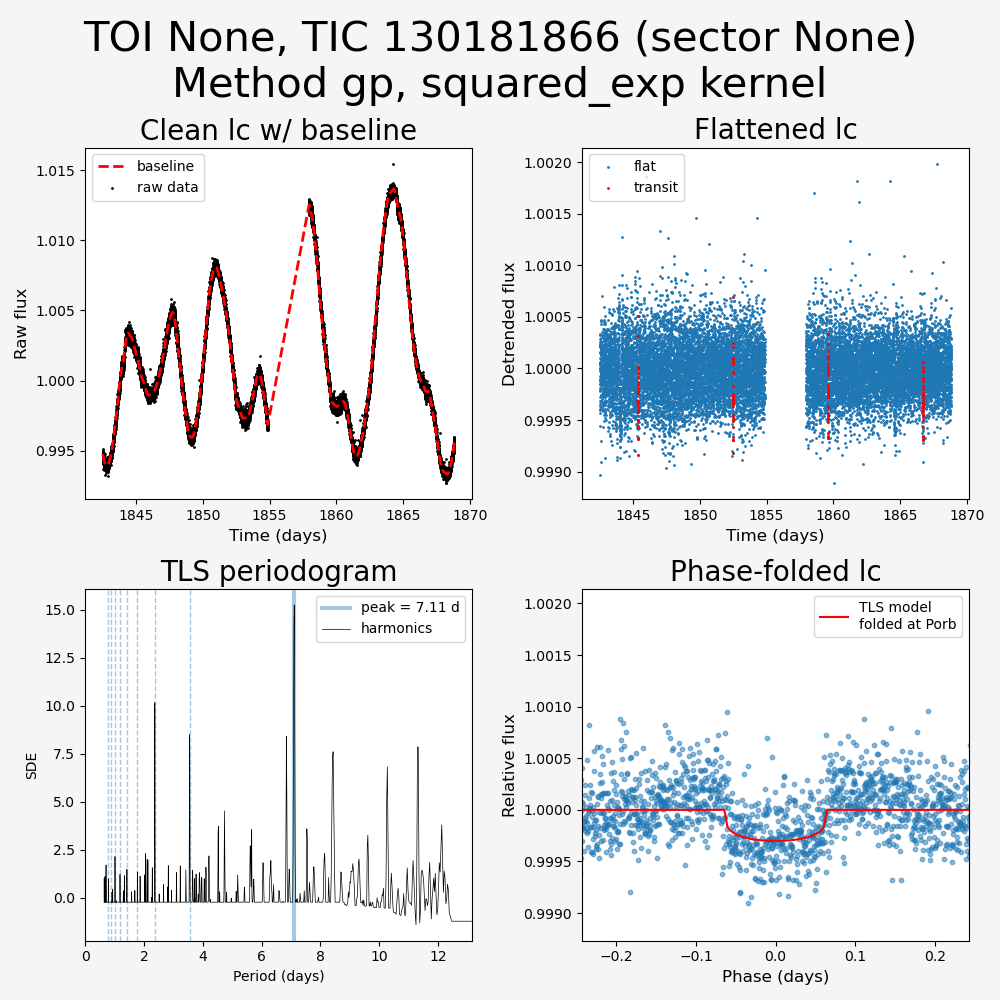 TOI None, TIC 130181866 (sector None)
Method gp, squared_exp kernel
Clean lc w/ baseline
baseline
raw data
1.015
1.010
1.005
1.000
0.995
Raw flux
1845 1850 1855 1860 1865 1870
Time (days)
Flattened lc
flat
transit
1.0020
1.0015
1.0010
1.0005
1.0000
0.9995
0.9990
Detrended flux
1845 1850 1855 1860 1865 1870
Time (days)
TLS periodogram
peak = 7.11 d
harmonics
15.0
12.5
10.0
7.5
5.0
2.5
0.0
SDE
0 2 4 6 8 10 12
Period (days)
Phase-folded lc
TLS model
folded at Porb
1.0020
1.0015
1.0010
1.0005
1.0000
0.9995
0.9990
Relative flux
−0.2 −0.1 0.0 0.1 0.2
Phase (days)